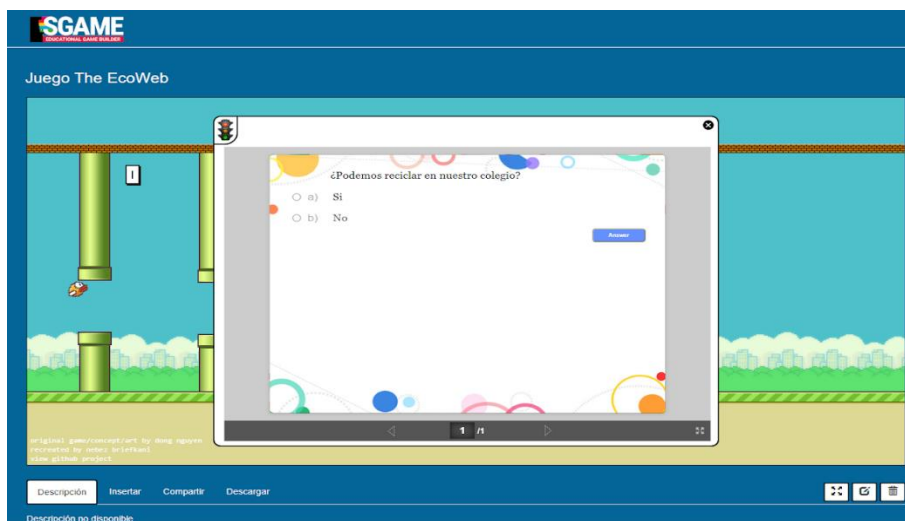 SGAME
EDUCATIONAL GAME BUILDER
Juego The EcoWeb
¿Podemos reciclar en nuestro colegio?
a) Si
b) No
Answer
1 /1
original game/concept/art by dong nguyen
recreated by nebez briefkani
view github project
Descripción Insertar Compartir Descargar
Descripción no disponible